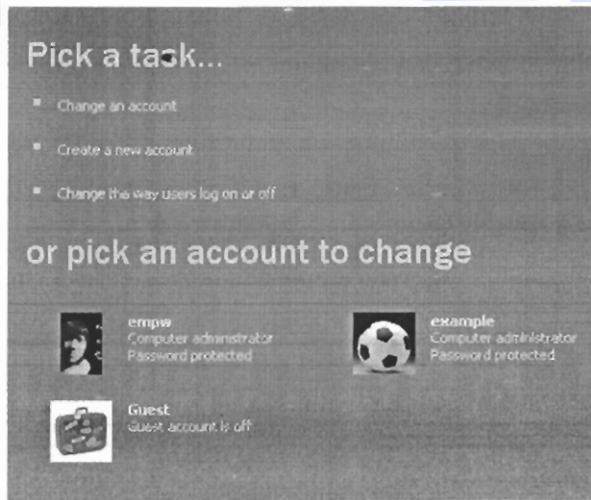 Pick a task...
Change an account
Create a new account
Change the way users log on or off
or pick an account to change
empw
Computer administrator
Password protected
example
Computer administrator
Password protected
Guest
Guest account is off